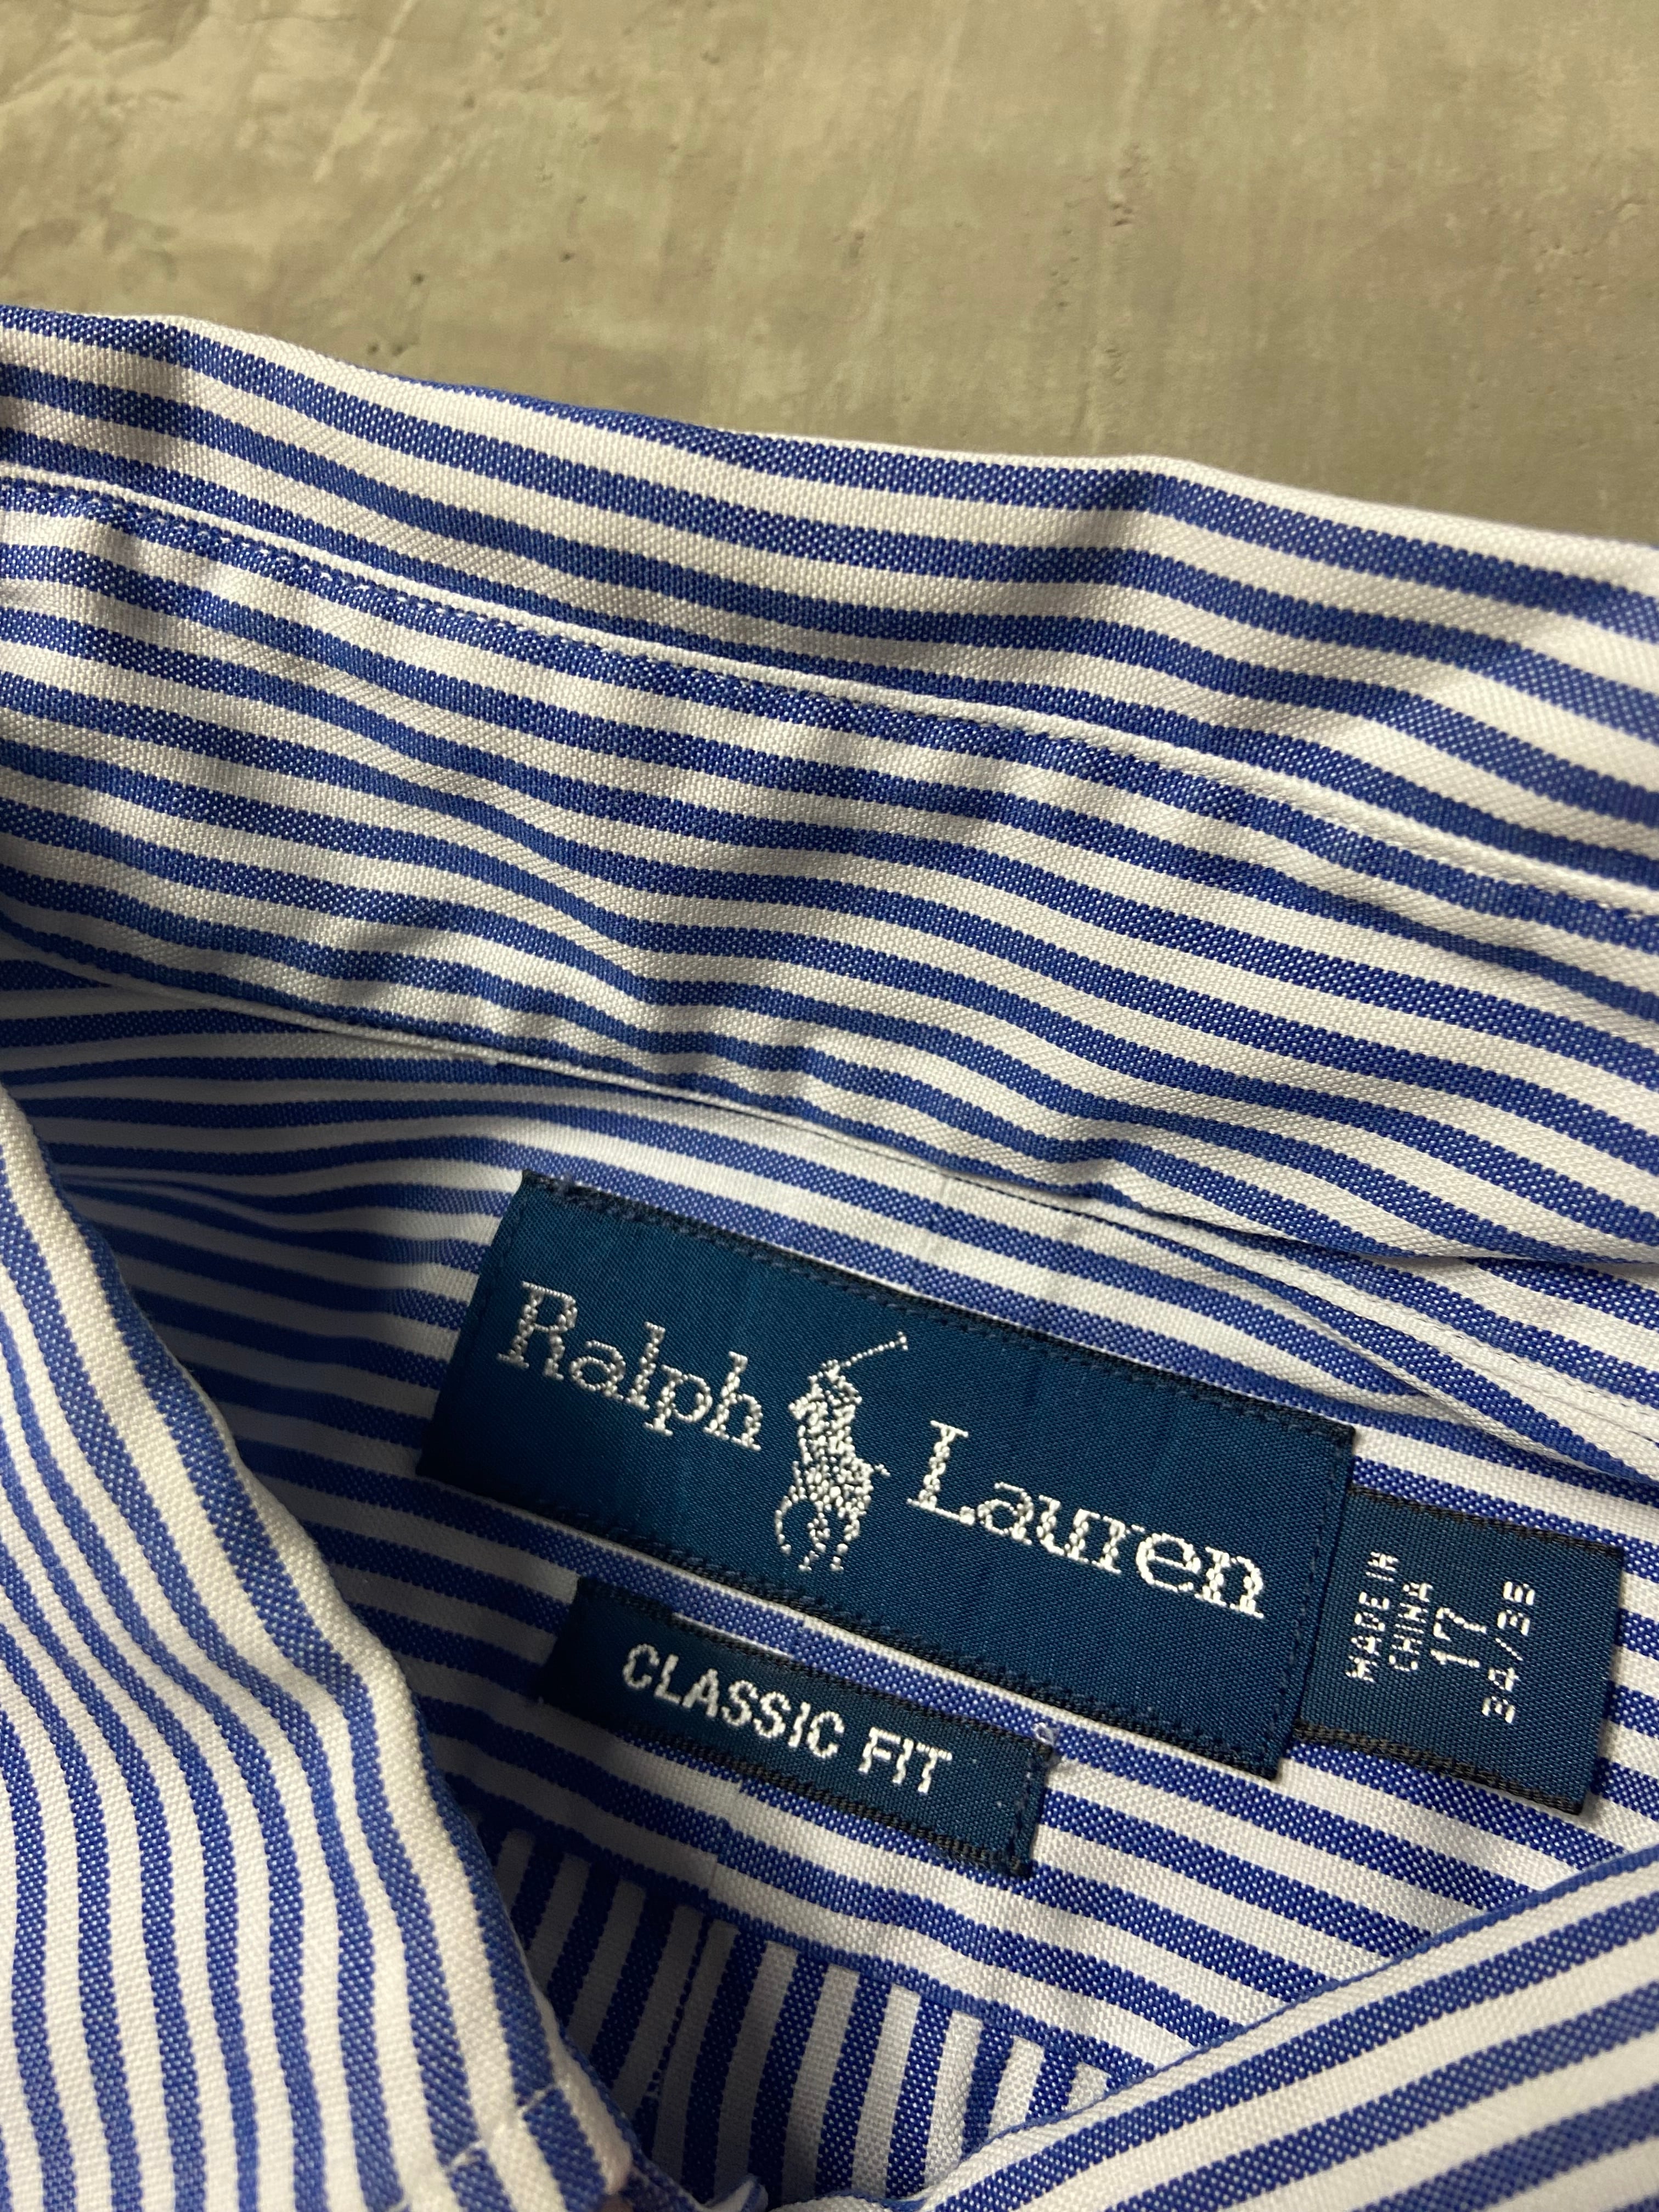 Ralph Lauren
CLASSIC FIT
MADE IN
CHINA
17
34/35